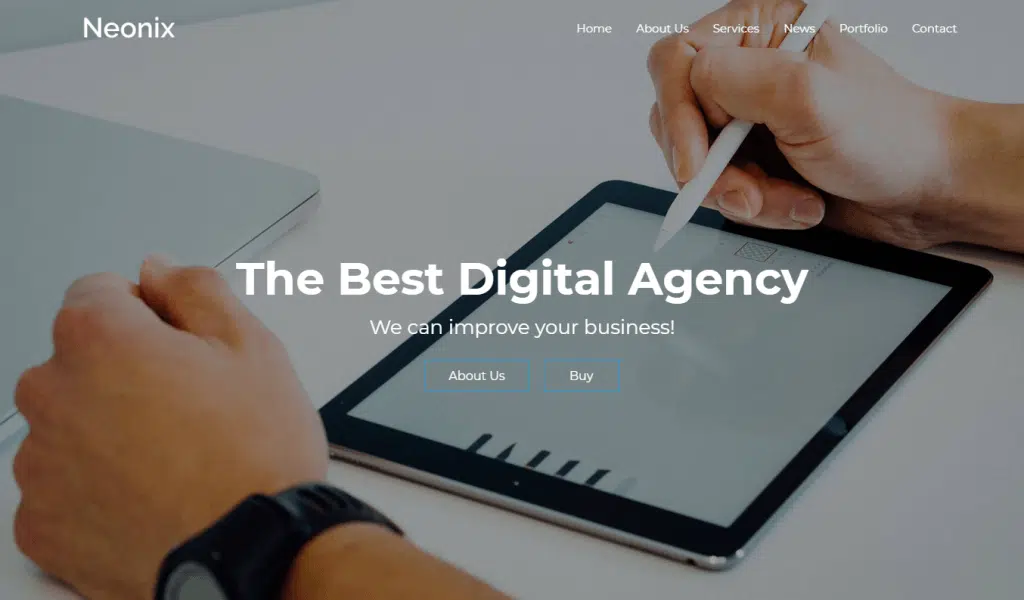 Neonix
Home About Us Services News Portfolio Contact
The Best Digital Agency
We can improve your business!
About Us Buy